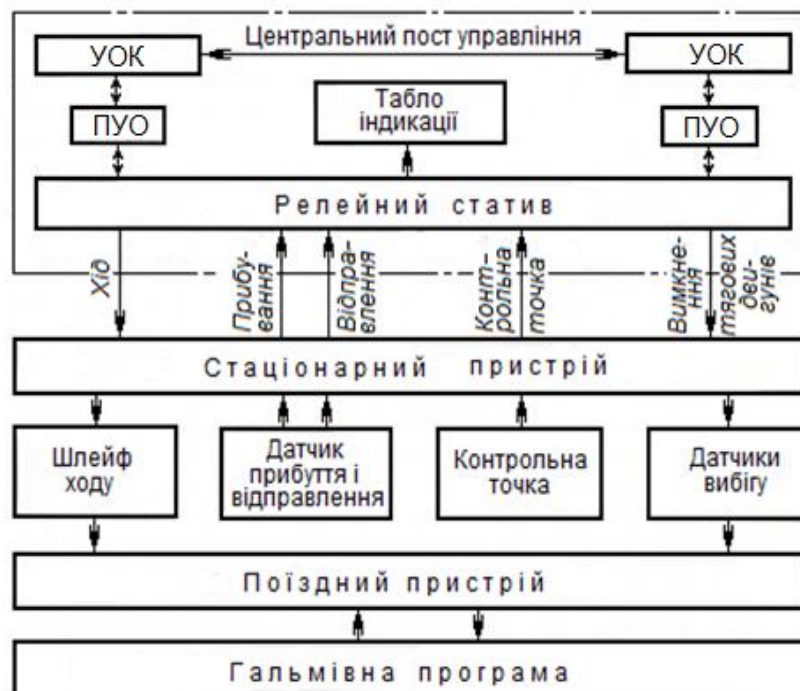 Центральний пост управління
УОК
УОК
Табло
індикації
ПУО
ПУО
Релейний статив
Хід
Прибу-
вання
Відпра-
влення
Конт-
рольна
точка
Вимкне-
ння
тягових
дви-
гунів
Стаціонарний пристрій
Шлейф
ходу
Датчик
прибуття і
відправлення
Контрольна
точка
Датчики
вибігу
Поїздний пристрій
Гальмівна програма